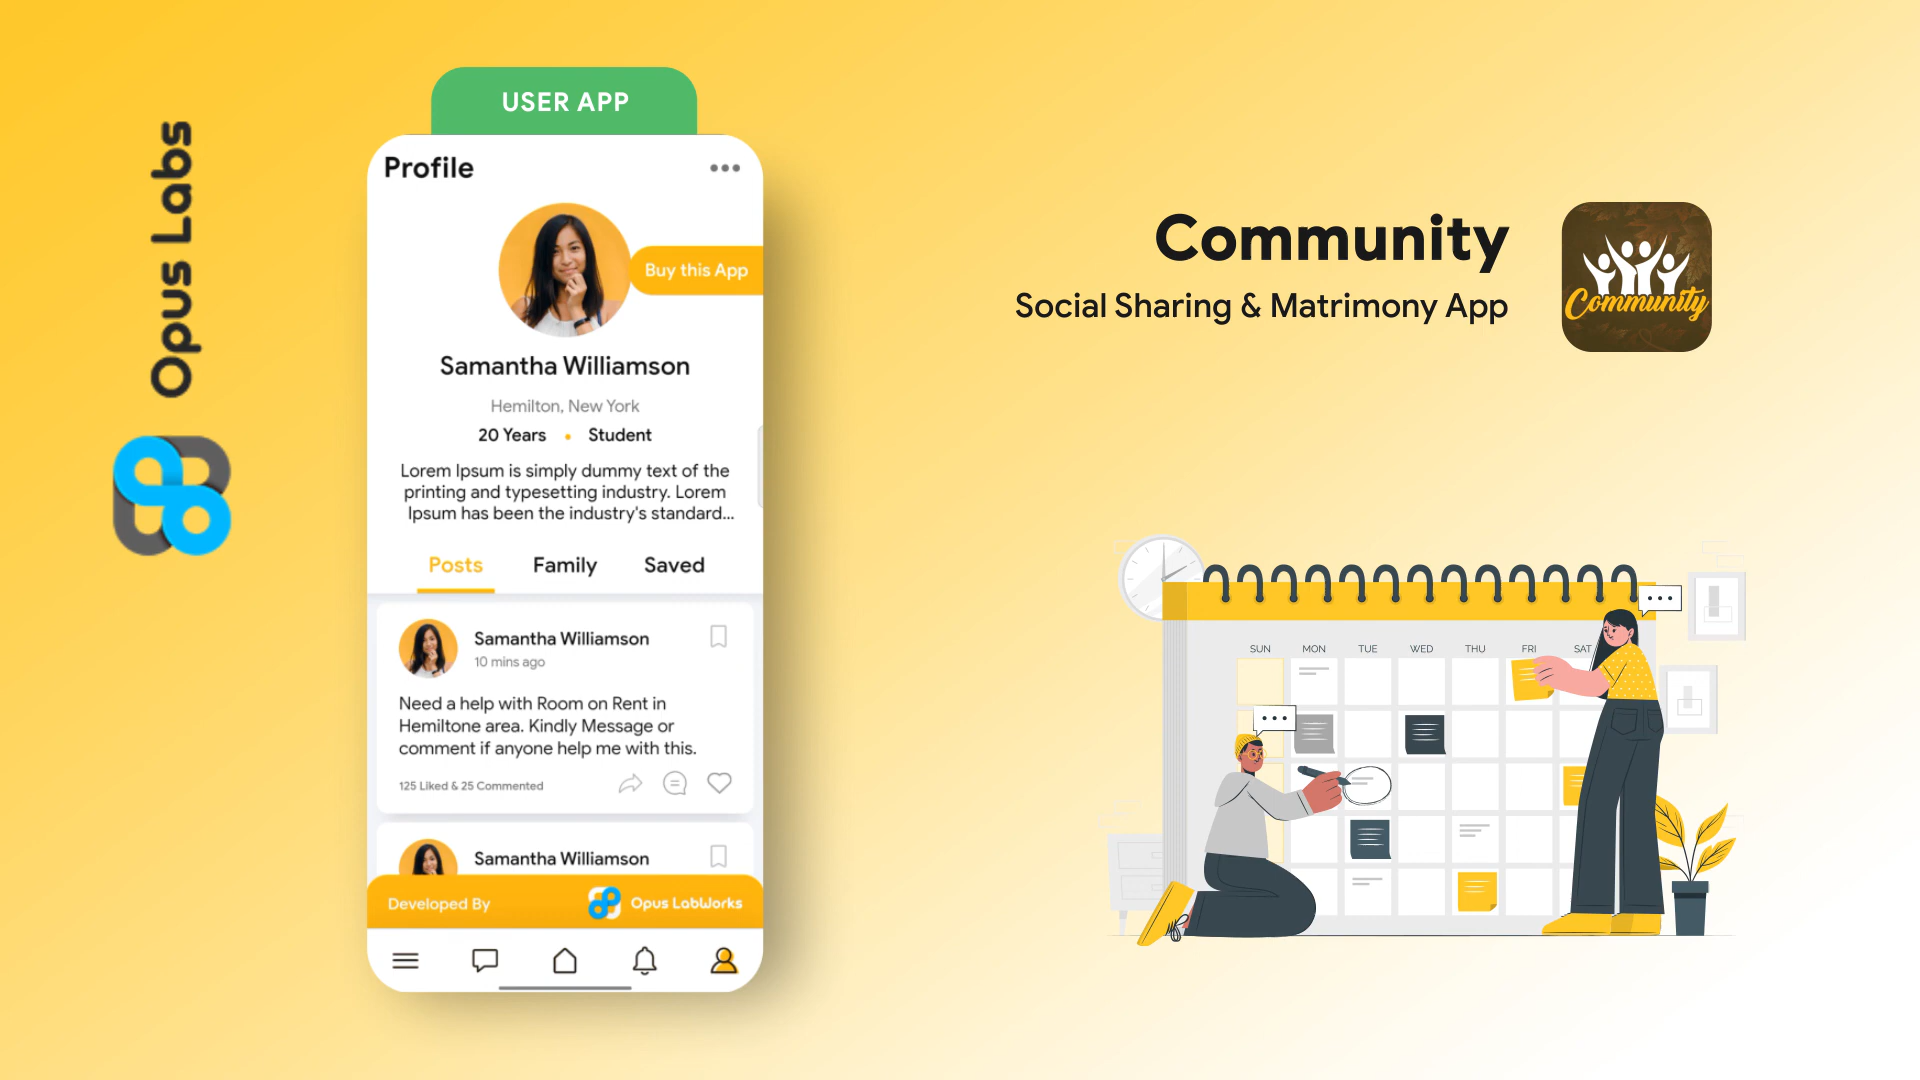 Opus Labs
USER APP
Profile
Buy this App
Samantha Williamson
Hemilton, New York
20 Years • Student
Lorem Ipsum is simply dummy text of the
printing and typesetting industry. Lorem
Ipsum has been the industry's standard...
Posts Family Saved
Samantha Williamson
10 mins ago
Need a help with Room on Rent in
Hemiltone area. Kindly Message or
comment if anyone help me with this.
125 Liked & 25 Commented
Samantha Williamson
Developed By Opus LabWorks
Community
Social Sharing & Matrimony App
Community
SUN MON TUE WED THU FRI SAT